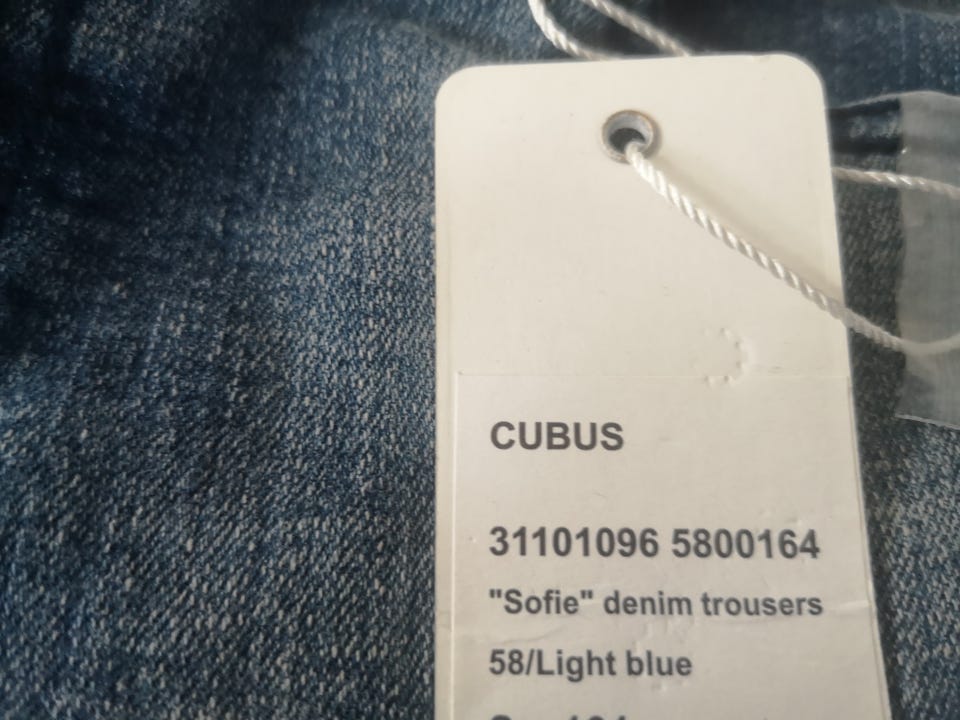 CUBUS
31101096 5800164
"Sofie" denim trousers
58/Light blue